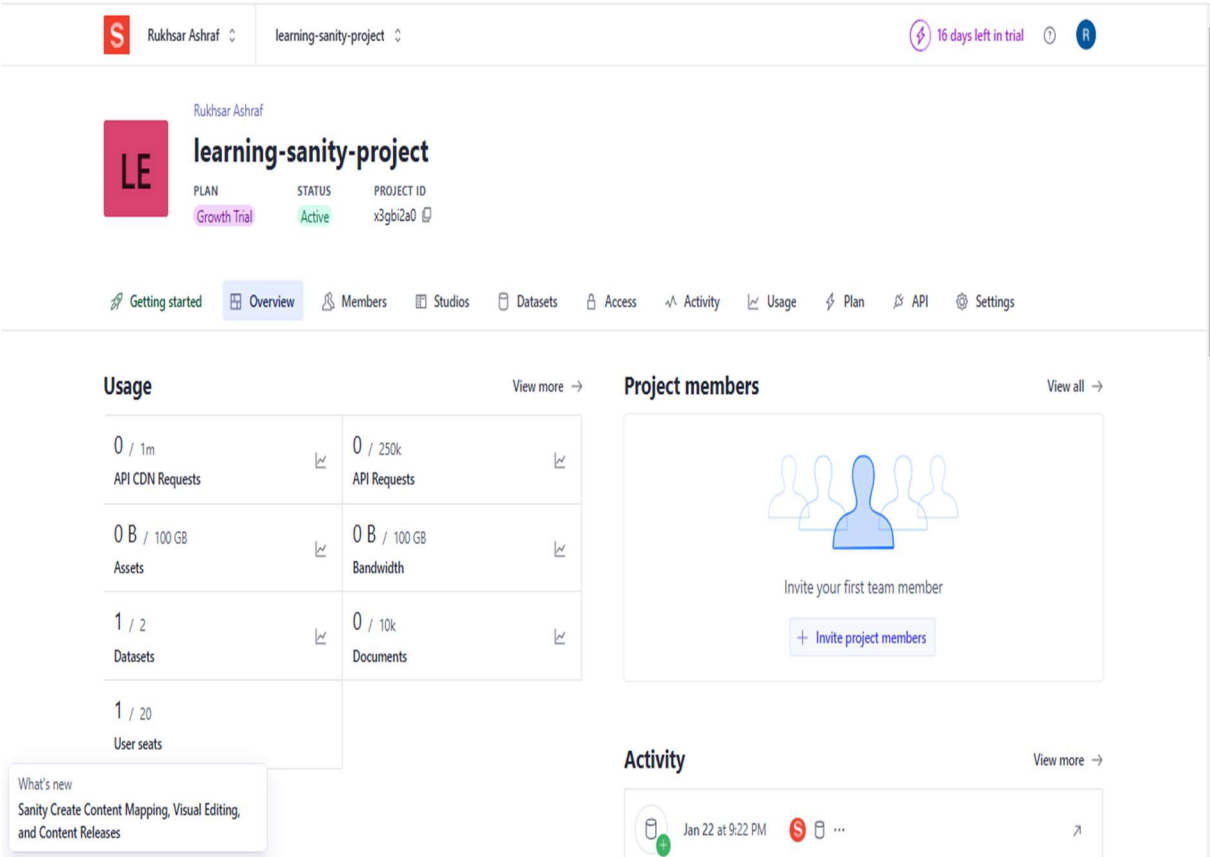 S Rukhsar Ashraf learning-sanity-project 16 days left in trial ? R
Rukhsar Ashraf
LE
learning-sanity-project
PLAN STATUS PROJECT ID
Growth Trial Active x3gbi2a0
Getting started Overview Members Studios Datasets Access Activity Usage Plan API Settings
Usage View more →
0 / 1m
API CDN Requests
0 / 250k
API Requests
0 B / 100 GB
Assets
0 B / 100 GB
Bandwidth
1 / 2
Datasets
0 / 10k
Documents
1 / 20
User seats
Project members View all →
Invite your first team member
+ Invite project members
Activity View more →
Jan 22 at 9:22 PM S ...
What's new
Sanity Create Content Mapping, Visual Editing,
and Content Releases